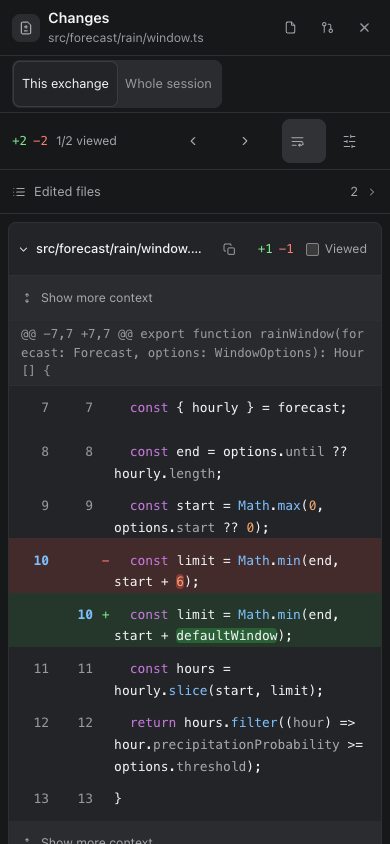 Changes
src/forecast/rain/window.ts
This exchange
Whole session
+2 −2 1/2 viewed
Edited files 2
src/forecast/rain/window.... +1 −1 Viewed
Show more context
@@ −7,7 +7,7 @@ export function rainWindow(for
ecast: Forecast, options: WindowOptions): Hour
[] {
7 7 const { hourly } = forecast;
8 8 const end = options.until ??
hourly.length;
9 9 const start = Math.max(0,
options.start ?? 0);
10 − const limit = Math.min(end,
start + 6);
10 + const limit = Math.min(end,
start + defaultWindow);
11 11 const hours =
hourly.slice(start, limit);
12 12 return hours.filter((hour) =>
hour.precipitationProbability >=
options.threshold);
13 13 }
Show more context